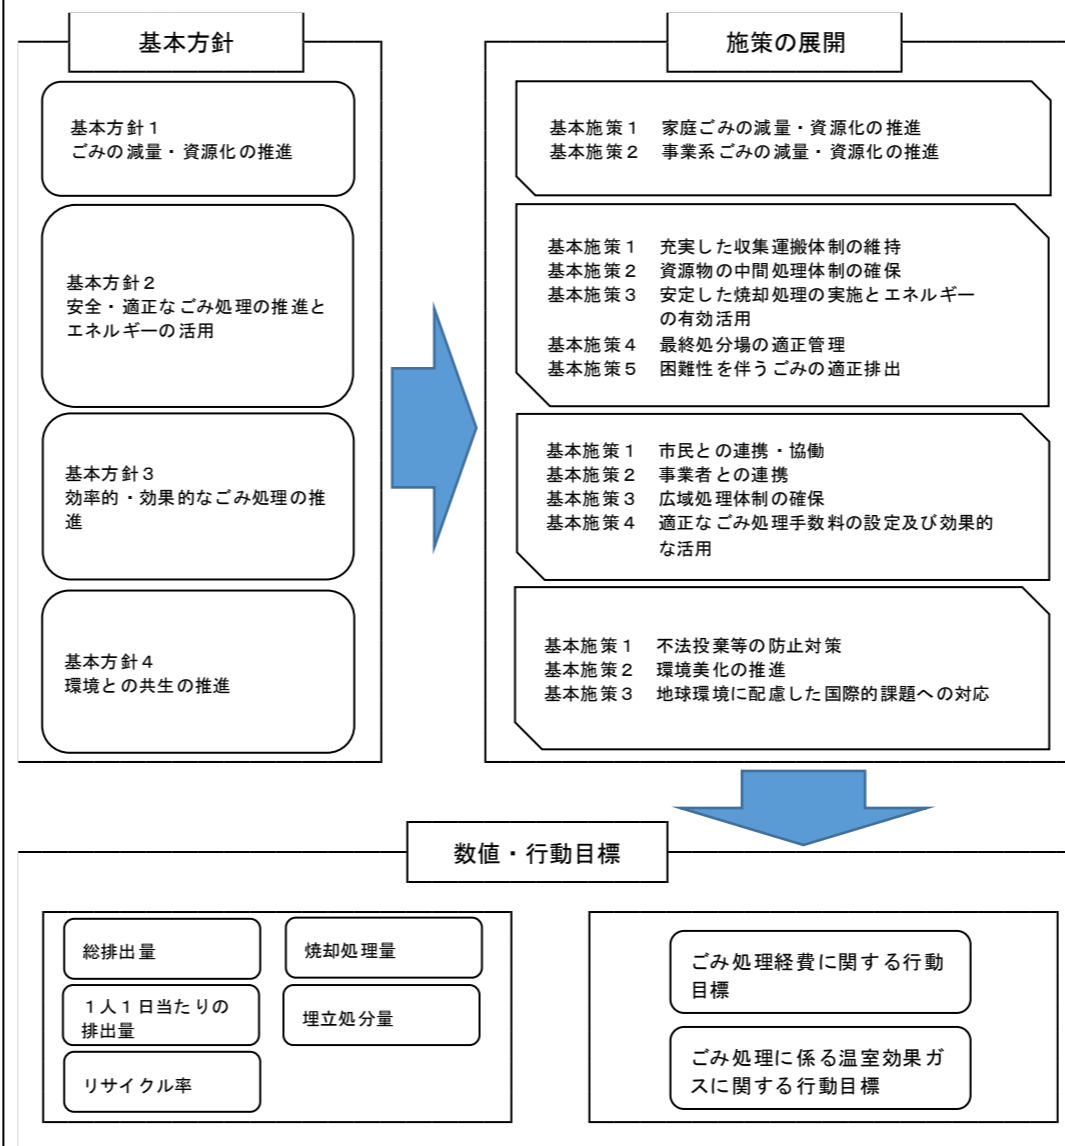 基本方針
基本方針１
ごみの減量・資源化の推進
基本方針２
安全・適正なごみ処理の推進と
エネルギーの活用
基本方針３
効率的・効果的なごみ処理の推
進
基本方針４
環境との共生の推進
施策の展開
基本施策１　家庭ごみの減量・資源化の推進
基本施策２　事業系ごみの減量・資源化の推進
基本施策１　充実した収集運搬体制の維持
基本施策２　資源物の中間処理体制の確保
基本施策３　安定した焼却処理の実施とエネルギー
の有効活用
基本施策４　最終処分場の適正管理
基本施策５　困難性を伴うごみの適正排出
基本施策１　市民との連携・協働
基本施策２　事業者との連携
基本施策３　広域処理体制の確保
基本施策４　適正なごみ処理手数料の設定及び効果的
な活用
基本施策１　不法投棄等の防止対策
基本施策２　環境美化の推進
基本施策３　地球環境に配慮した国際的課題への対応
数値・行動目標
総排出量
１人１日当たりの
排出量
リサイクル率
焼却処理量
埋立処分量
ごみ処理経費に関する行動
目標
ごみ処理に係る温室効果ガ
スに関する行動目標